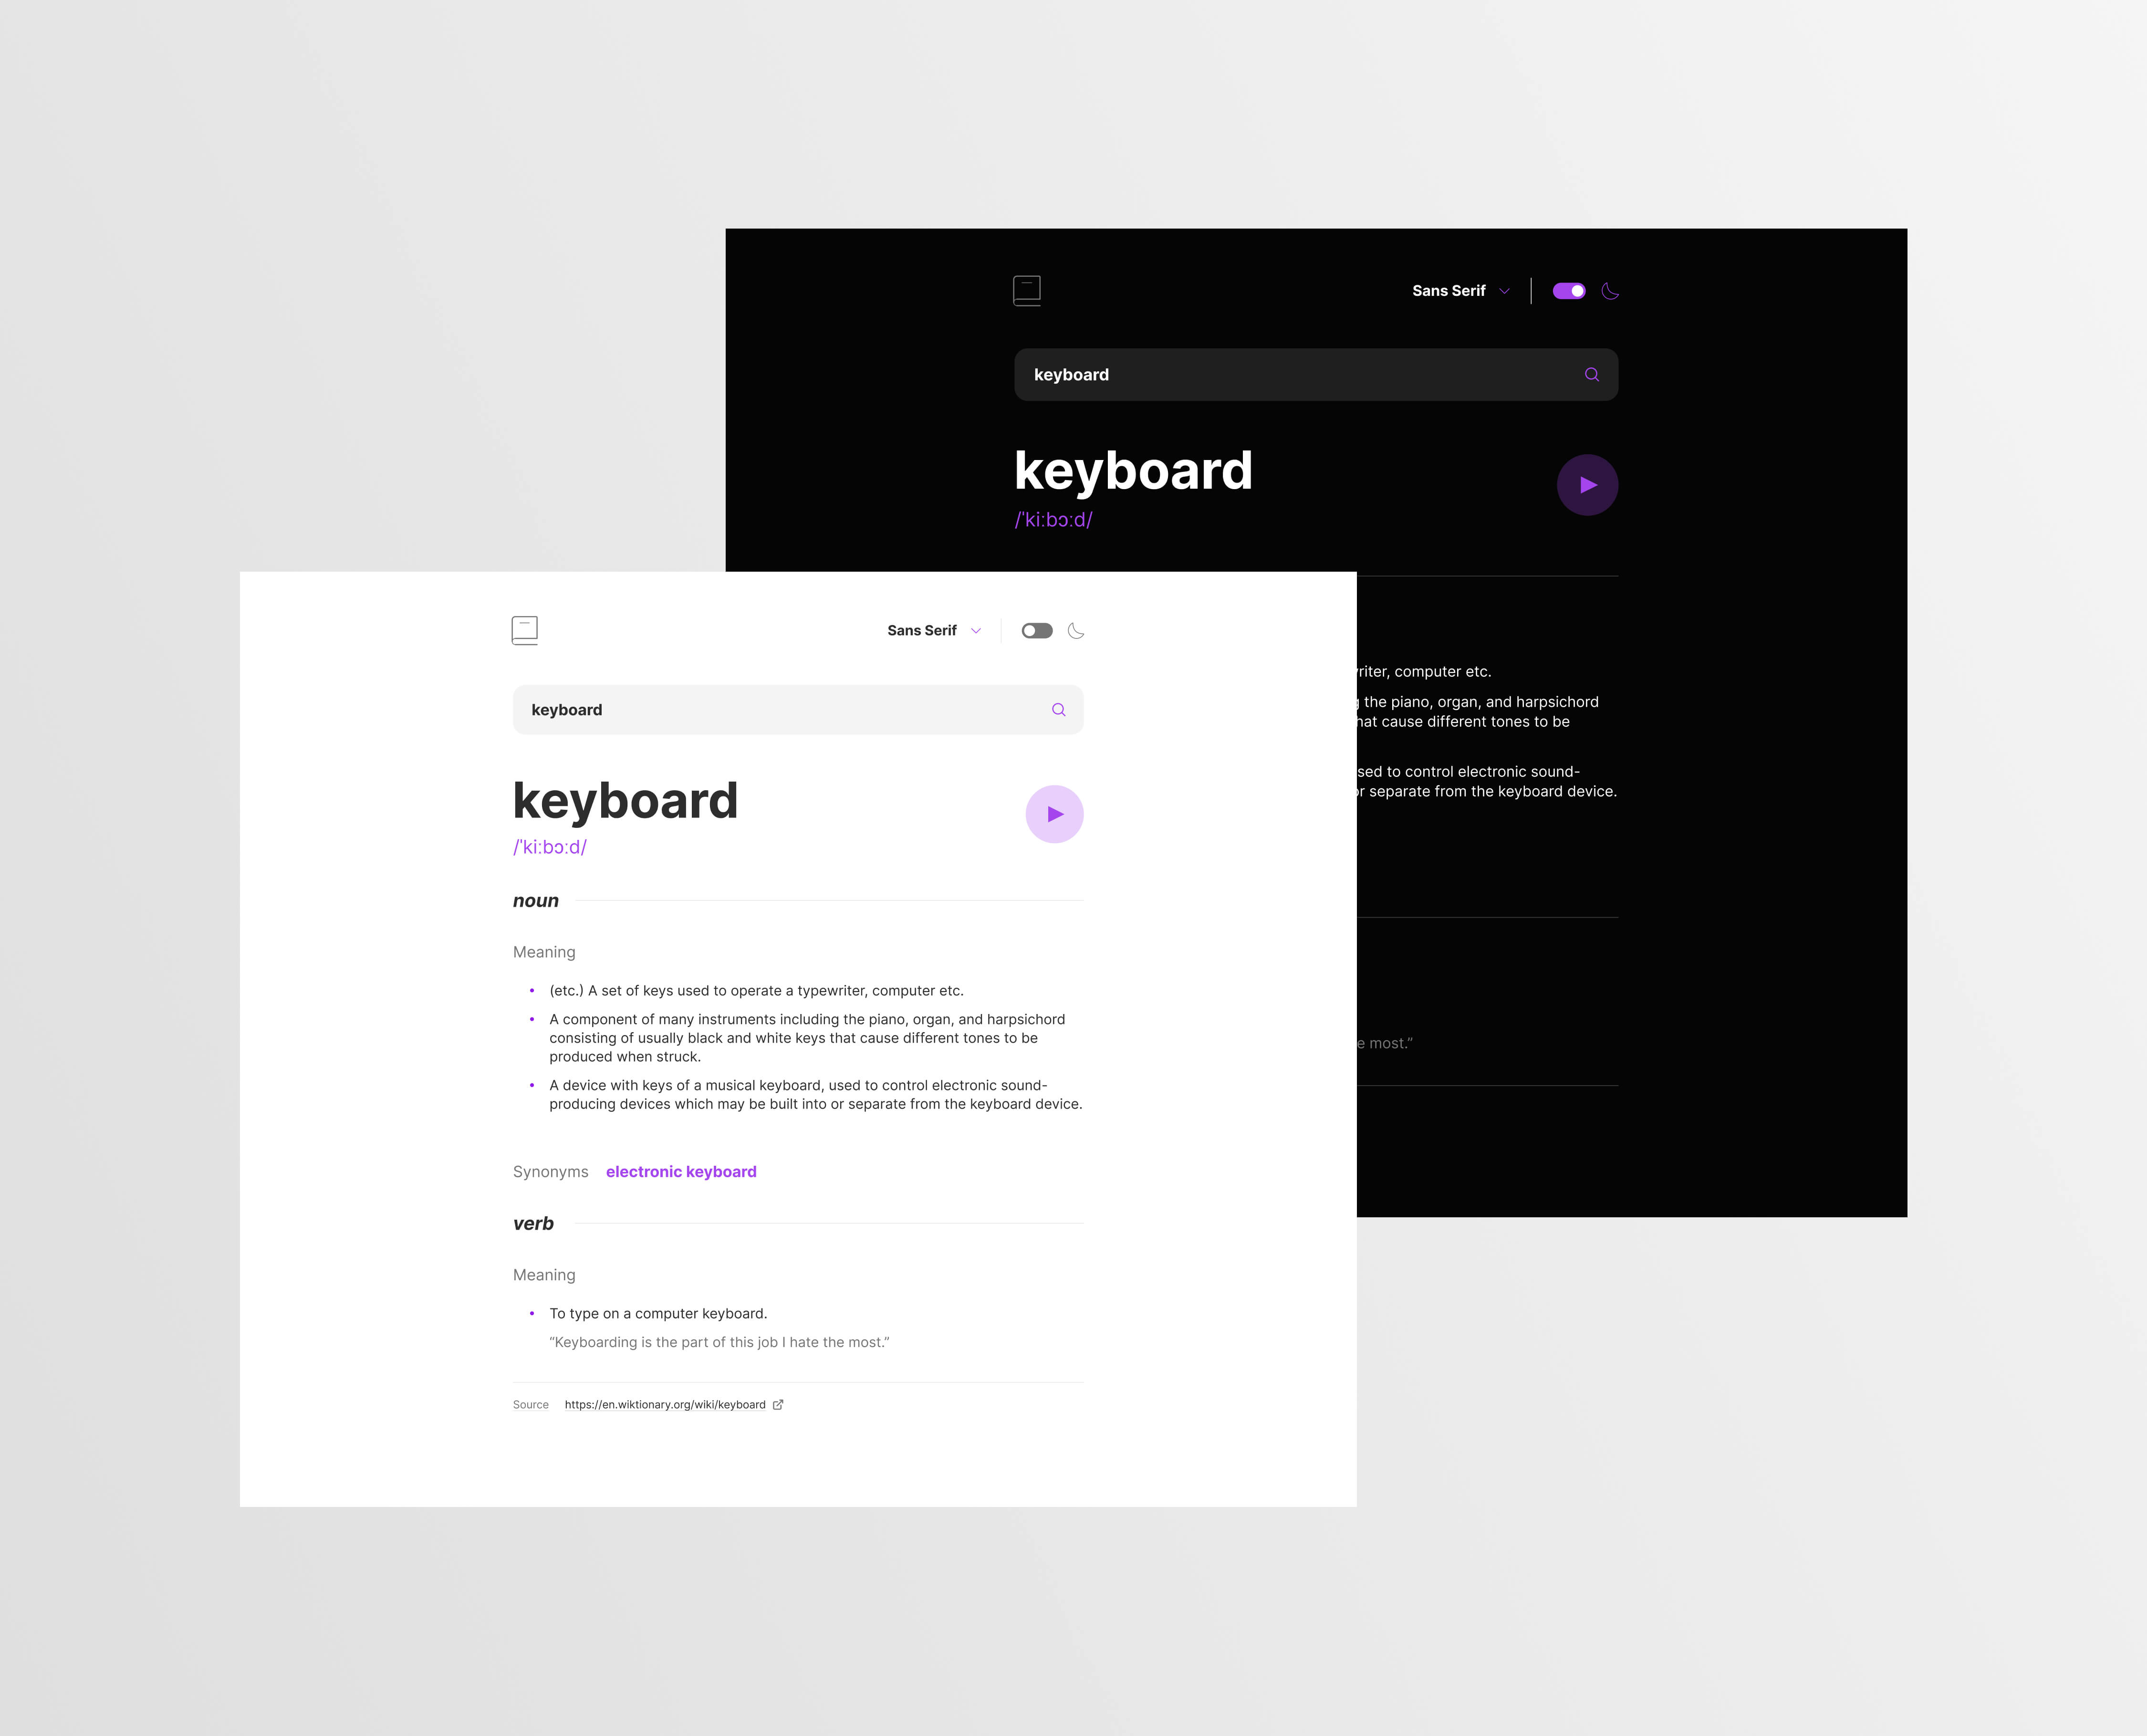 Sans Serif
keyboard
keyboard
/ˈkiːbɔːd/
riter, computer etc.
the piano, organ, and harpsichord
hat cause different tones to be
sed to control electronic sound-
or separate from the keyboard device.
e most.”
Sans Serif
keyboard
keyboard
/ˈkiːbɔːd/
noun
Meaning
• (etc.) A set of keys used to operate a typewriter, computer etc.
• A component of many instruments including the piano, organ, and harpsichord
consisting of usually black and white keys that cause different tones to be
produced when struck.
• A device with keys of a musical keyboard, used to control electronic sound-
producing devices which may be built into or separate from the keyboard device.
Synonyms electronic keyboard
verb
Meaning
• To type on a computer keyboard.
“Keyboarding is the part of this job I hate the most.”
Source https://en.wiktionary.org/wiki/keyboard